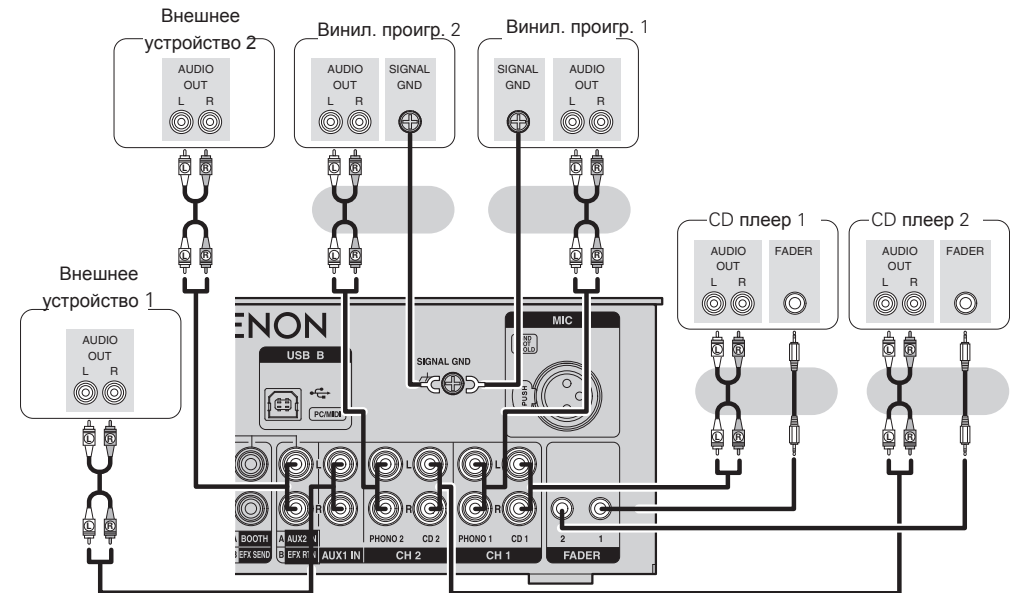 Внешнее
устройство 2
AUDIO
OUT
L R
Винил. проигр. 2
AUDIO
OUT
L R
SIGNAL
GND
Винил. проигр. 1
SIGNAL
GND
AUDIO
OUT
L R
CD плеер 1
AUDIO
OUT
L R
FADER
CD плеер 2
AUDIO
OUT
L R
FADER
Внешнее
устройство 1
AUDIO
OUT
L R
L R
L R
L R
L R
L R
L R
L R
L R
L R
L R
L R
L R
ENON
USB B
PC/MIDI
SIGNAL GND
MIC
PUSH
L
L
L
R
R
R
BOOTH
A AUX2 IN
EFX SEND
B EFX RTN
AUX1 IN
PHONO 2
CD 2
CH 2
PHONO 1
CD 1
CH 1
2 1
FADER